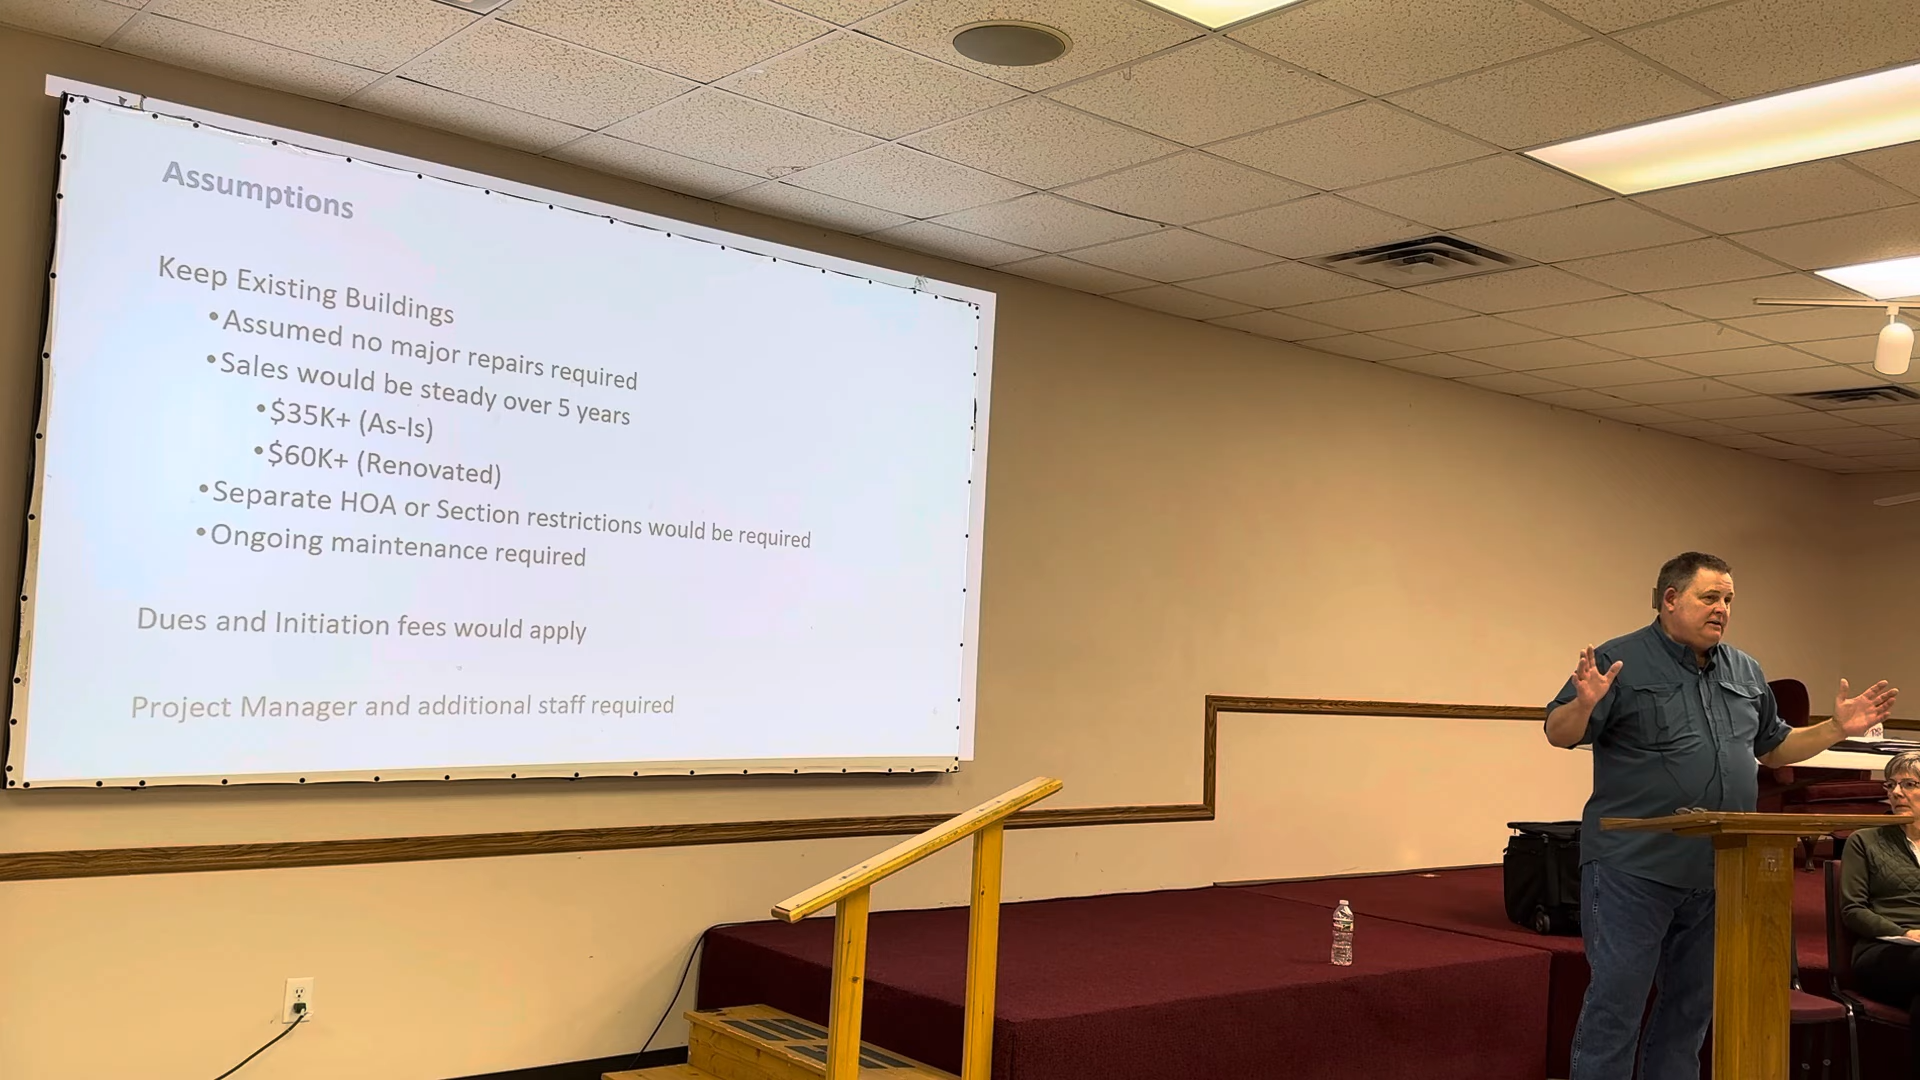 Assumptions
Keep Existing Buildings
•Assumed no major repairs required
•Sales would be steady over 5 years
•$35K+ (As-Is)
•$60K+ (Renovated)
•Separate HOA or Section restrictions would be required
•Ongoing maintenance required
Dues and Initiation fees would apply
Project Manager and additional staff required